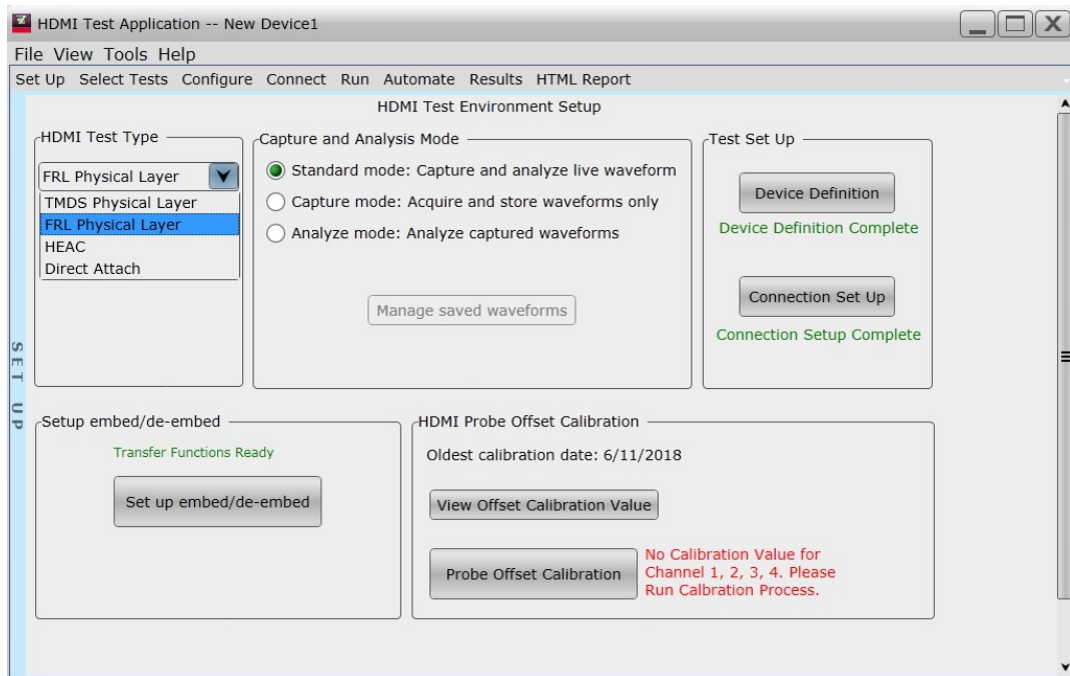 HDMI Test Application -- New Device1
File View Tools Help
Set Up Select Tests Configure Connect Run Automate Results HTML Report
HDMI Test Environment Setup
HDMI Test Type
FRL Physical Layer
TMDS Physical Layer
FRL Physical Layer
HEAC
Direct Attach
Capture and Analysis Mode
Standard mode: Capture and analyze live waveform
Capture mode: Acquire and store waveforms only
Analyze mode: Analyze captured waveforms
Manage saved waveforms
Test Set Up
Device Definition
Device Definition Complete
Connection Set Up
Connection Setup Complete
SET UP
Setup embed/de-embed
Transfer Functions Ready
Set up embed/de-embed
HDMI Probe Offset Calibration
Oldest calibration date: 6/11/2018
View Offset Calibration Value
Probe Offset Calibration
No Calibration Value for
Channel 1, 2, 3, 4. Please
Run Calbration Process.